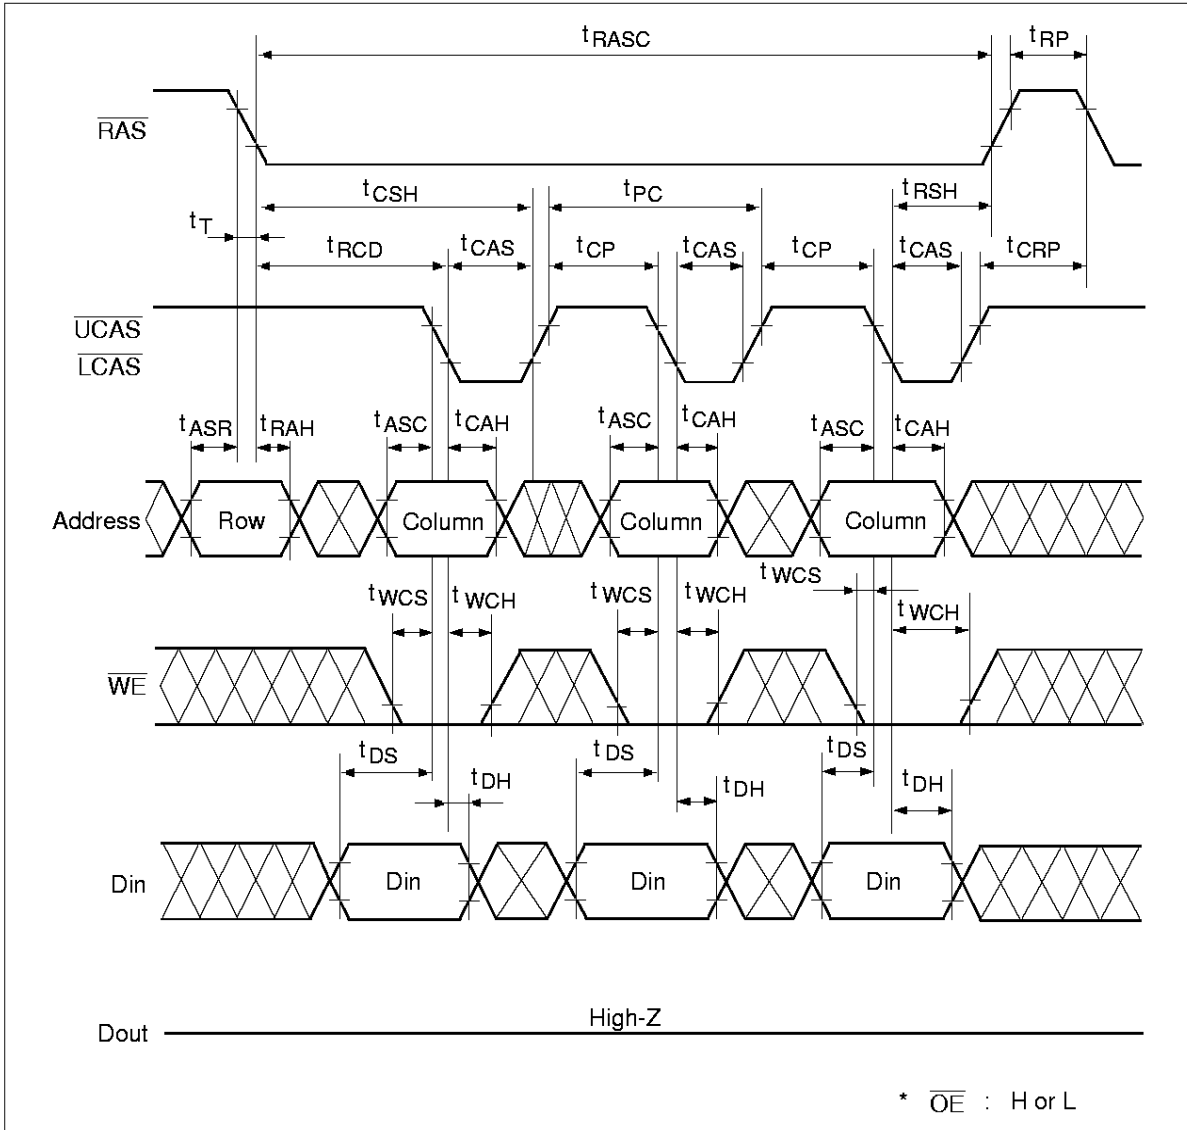 tRASC tRP
RAS
tCSH tPC tRSH
tT
tRCD tCAS tCP tCAS tCP tCAS tCRP
UCAS
LCAS
tASR tRAH tASC tCAH tASC tCAH tASC tCAH
Address Row Column Column Column
tWCS tWCH tWCS tWCH tWCS tWCH
WE
tDS tDH tDS tDH tDS tDH
Din Din Din Din
High-Z
Dout
* OE : H or L